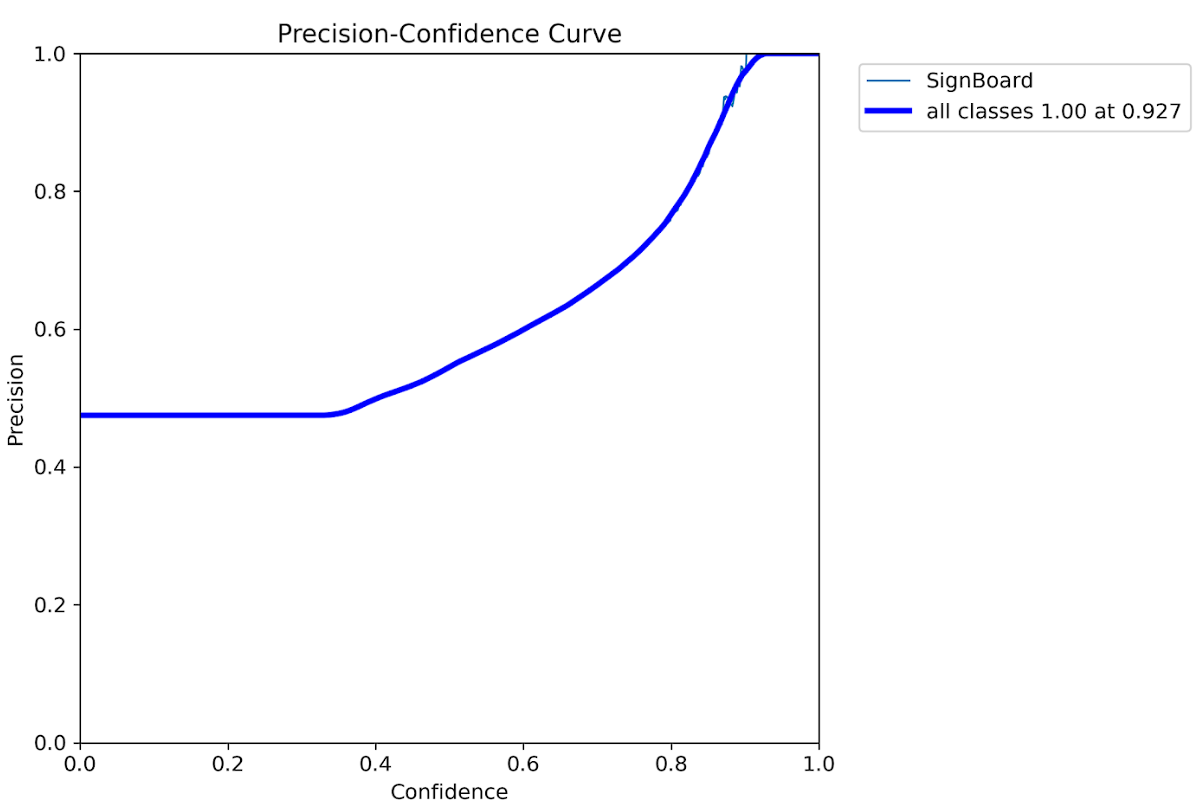 Precision-Confidence Curve
1.0
0.8
0.6
0.4
0.2
0.0
Precision
0.0 0.2 0.4 0.6 0.8 1.0
Confidence
SignBoard
all classes 1.00 at 0.927